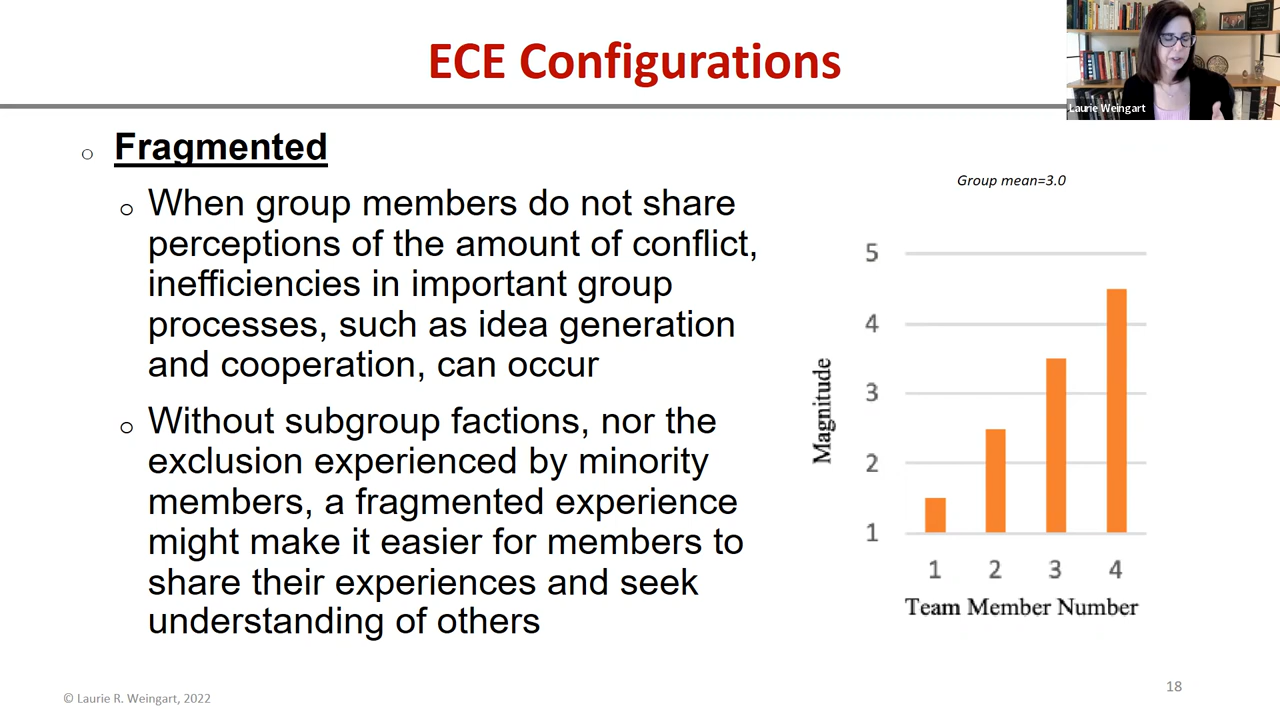 ECE Configurations
Laurie Weingart
○ Fragmented
○ When group members do not share
perceptions of the amount of conflict,
inefficiencies in important group
processes, such as idea generation
and cooperation, can occur
○ Without subgroup factions, nor the
exclusion experienced by minority
members, a fragmented experience
might make it easier for members to
share their experiences and seek
understanding of others
Group mean=3.0
Magnitude
5
4
3
2
1
1 2 3 4
Team Member Number
© Laurie R. Weingart, 2022
18